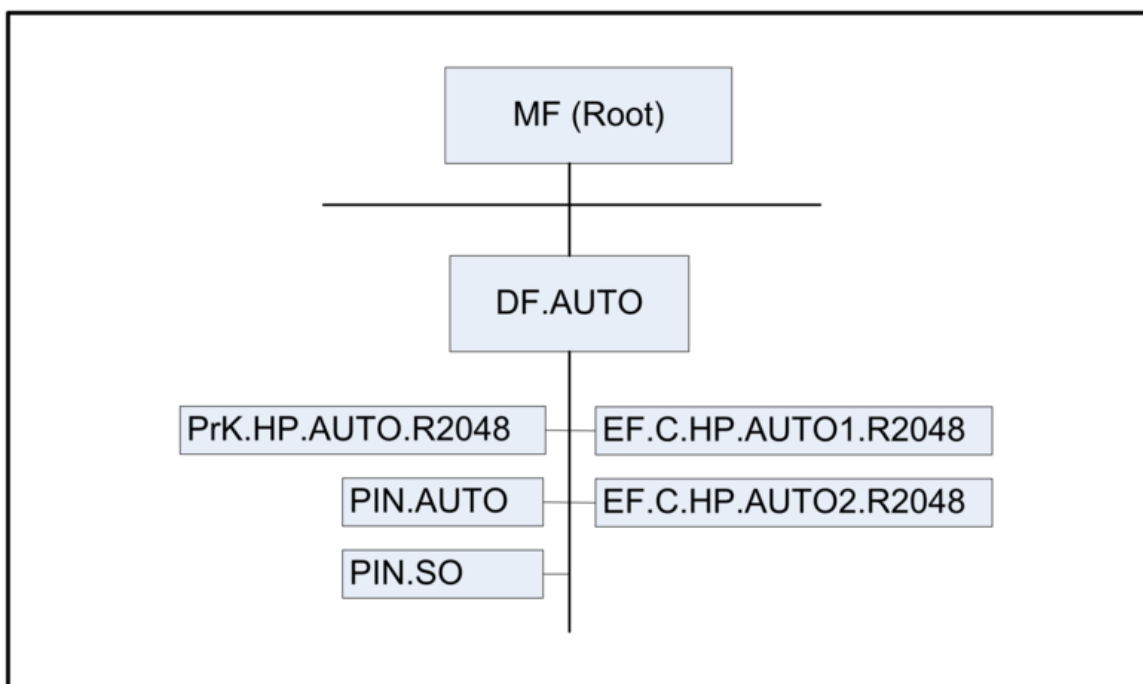 MF (Root)
DF.AUTO
PrK.HP.AUTO.R2048
EF.C.HP.AUTO1.R2048
PIN.AUTO
EF.C.HP.AUTO2.R2048
PIN.SO